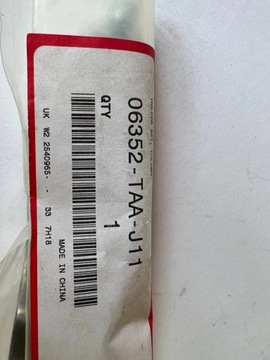 06352-TAA-J11
QTY 1
UK W2 2540965- - 33 7H18
MADE IN CHINA